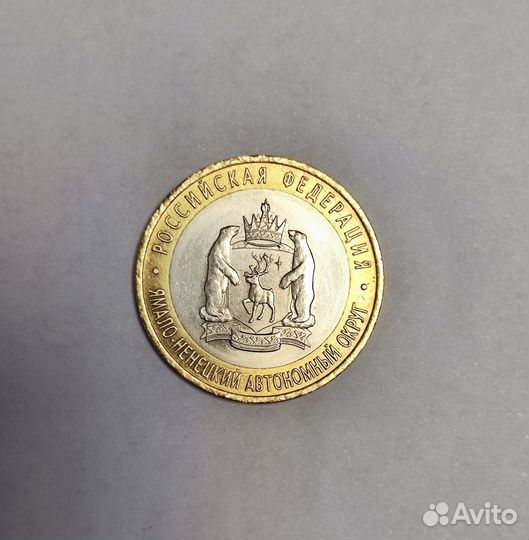 • РОССИЙСКАЯ ФЕДЕРАЦИЯ •
ЯМАЛО-НЕНЕЦКИЙ АВТОНОМНЫЙ ОКРУГ
Avito